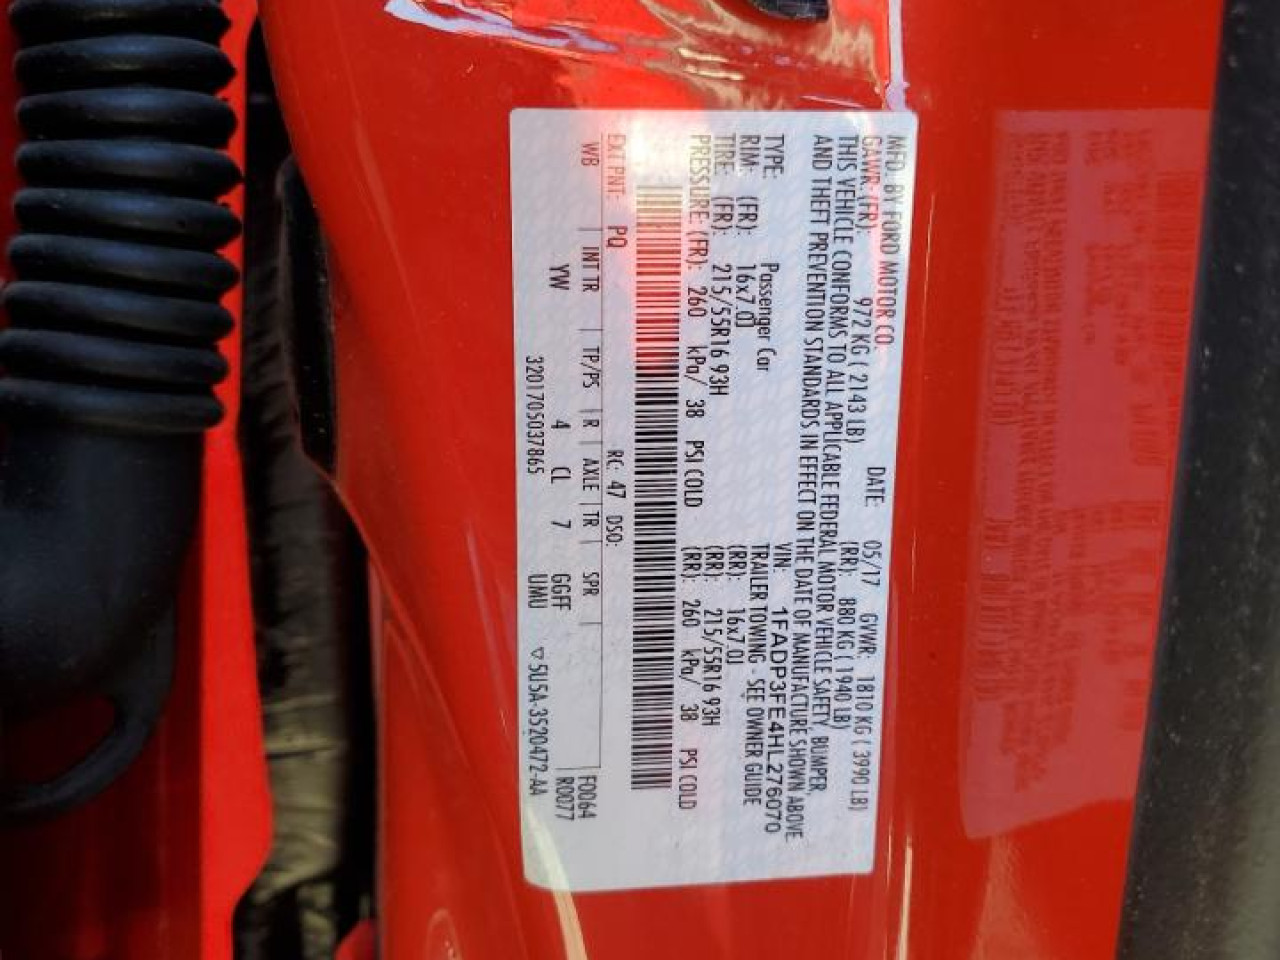 MFD. BY FORD MOTOR CO. DATE: 05/17 GVWR: 1810 KG ( 3990 LB)
GAWR: (FR): 972 KG ( 2143 LB) (RR): 880 KG ( 1940 LB)
THIS VEHICLE CONFORMS TO ALL APPLICABLE FEDERAL MOTOR VEHICLE SAFETY, BUMPER,
AND THEFT PREVENTION STANDARDS IN EFFECT ON THE DATE OF MANUFACTURE SHOWN ABOVE
VIN: 1FADP3FE4HL276070
TYPE: Passenger Car TRAILER TOWING - SEE OWNER GUIDE
RIM: (FR): 16x7.0J (RR): 16x7.0J
TIRE: (FR): 215/55R16 93H (RR): 215/55R16 93H
PRESSURE: (FR): 260 kPa/ 38 PSI COLD (RR): 260 kPa/ 38 PSI COLD
EXT PNT: PQ RC: 47 DSO: F0064
WB INT TR TP/PS R AXLE TR SPR R0077
YW 4 CL 7 GGFF
3201705037865 UMU ▽5U5A-3520472-AA